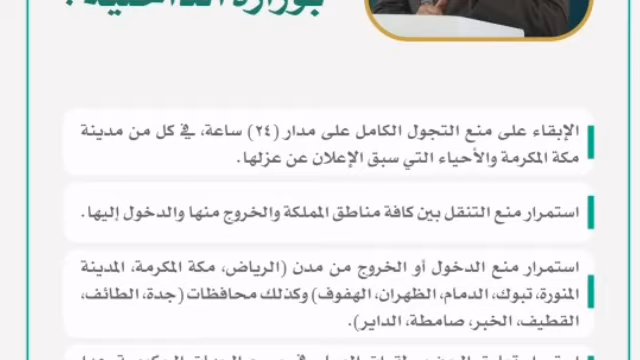 بوزارة الداخلية :
الإبقاء على منع التجول الكامل على مدار (٢٤) ساعة، في كل من مدينة
مكة المكرمة والأحياء التي سبق الإعلان عن عزلها.
استمرار منع التنقل بين كافة مناطق المملكة والخروج منها والدخول إليها.
استمرار منع الدخول أو الخروج من مدن (الرياض، مكة المكرمة، المدينة
المنورة، تبوك، الدمام، الظهران، الهفوف) وكذلك محافظات (جدة، الطائف،
القطيف، الخبر، صامطة، الداير).